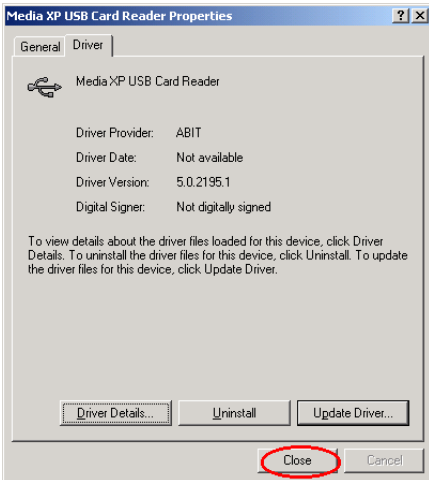 Media XP USB Card Reader Properties
General Driver
Media XP USB Card Reader
Driver Provider: ABIT
Driver Date: Not available
Driver Version: 5.0.2195.1
Digital Signer: Not digitally signed
To view details about the driver files loaded for this device, click Driver
Details. To uninstall the driver files for this device, click Uninstall. To update
the driver files for this device, click Update Driver.
Driver Details... Uninstall Update Driver...
Close Cancel